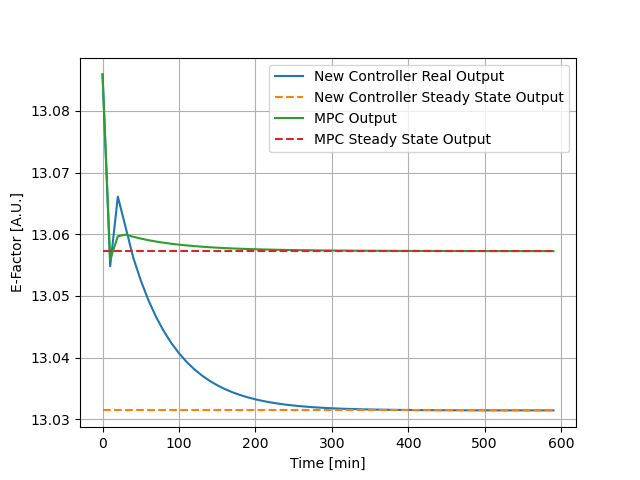 New Controller Real Output
New Controller Steady State Output
MPC Output
MPC Steady State Output
E-Factor [A.U.]
13.08
13.07
13.06
13.05
13.04
13.03
0 100 200 300 400 500 600
Time [min]